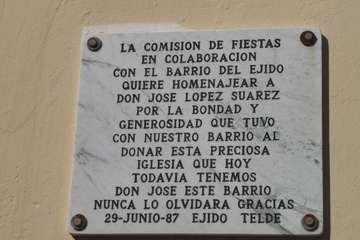 LA COMISION DE FIESTAS
EN COLABORACION
CON EL BARRIO DEL EJIDO
QUIERE HOMENAJEAR A
DON JOSE LOPEZ SUAREZ
POR LA BONDAD Y
GENEROSIDAD QUE TUVO
CON NUESTRO BARRIO AL
DONAR ESTA PRECIOSA
IGLESIA QUE HOY
TODAVIA TENEMOS
DON JOSE ESTE BARRIO
NUNCA LO OLVIDARA GRACIAS
29-JUNIO-87 EJIDO TELDE